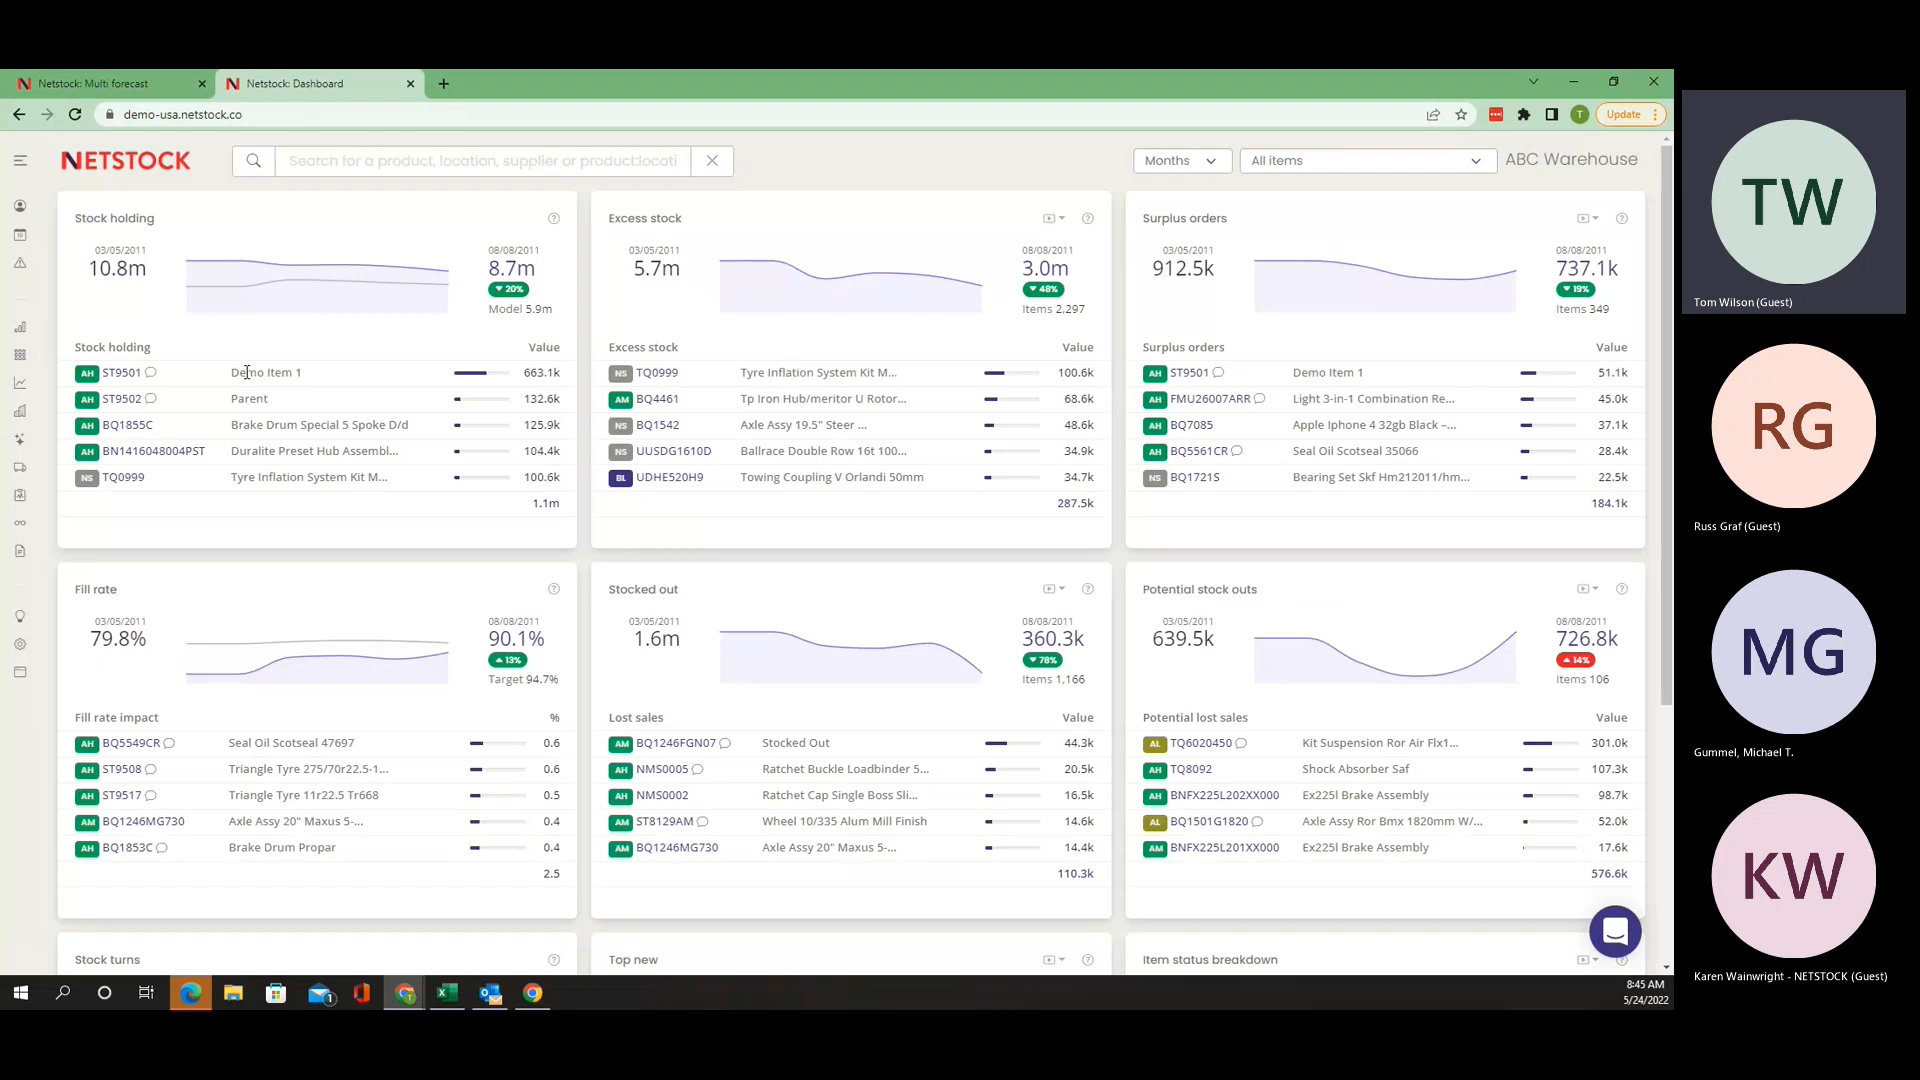 Netstock: Multi forecast
Netstock: Dashboard
demo-usa.netstock.co
Update
NETSTOCK
Search for a product, location, supplier or product:locati
Months
All items
ABC Warehouse
Stock holding
03/05/2011
10.8m
08/08/2011
8.7m
20%
Model 5.9m
Stock holding Value
AH ST9501 Demo Item 1 663.1k
AH ST9502 Parent 132.6k
AH BQ1855C Brake Drum Special 5 Spoke D/d 125.9k
AH BN1416048004PST Duralite Preset Hub Assembl... 104.4k
NS TQ0999 Tyre Inflation System Kit M... 100.6k
1.1m
Excess stock
03/05/2011
5.7m
08/08/2011
3.0m
48%
Items 2,297
Excess stock Value
NS TQ0999 Tyre Inflation System Kit M... 100.6k
AM BQ4461 Tp Iron Hub/meritor U Rotor... 68.6k
NS BQ1542 Axle Assy 19.5" Steer ... 48.6k
NS UUSDG1610D Ballrace Double Row 16t 100... 34.9k
BL UDHE520H9 Towing Coupling V Orlandi 50mm 34.7k
287.5k
Surplus orders
03/05/2011
912.5k
08/08/2011
737.1k
19%
Items 349
Surplus orders Value
AH ST9501 Demo Item 1 51.1k
AH FMU26007ARR Light 3-in-1 Combination Re... 45.0k
AH BQ7085 Apple Iphone 4 32gb Black –... 37.1k
AH BQ5561CR Seal Oil Scotseal 35066 28.4k
NS BQ1721S Bearing Set Skf Hm212011/hm... 22.5k
184.1k
Fill rate
03/05/2011
79.8%
08/08/2011
90.1%
13%
Target 94.7%
Fill rate impact %
AH BQ5549CR Seal Oil Scotseal 47697 0.6
AH ST9508 Triangle Tyre 275/70r22.5-1... 0.6
AH ST9517 Triangle Tyre 11r22.5 Tr668 0.5
AM BQ1246MG730 Axle Assy 20" Maxus 5-... 0.4
AH BQ1853C Brake Drum Propar 0.4
2.5
Stocked out
03/05/2011
1.6m
08/08/2011
360.3k
78%
Items 1,166
Lost sales Value
AM BQ1246FGN07 Stocked Out 44.3k
AH NMS0005 Ratchet Buckle Loadbinder 5... 20.5k
AH NMS0002 Ratchet Cap Single Boss Sli... 16.5k
AM ST8129AM Wheel 10/335 Alum Mill Finish 14.6k
AM BQ1246MG730 Axle Assy 20" Maxus 5-... 14.4k
110.3k
Potential stock outs
03/05/2011
639.5k
08/08/2011
726.8k
14%
Items 106
Potential lost sales Value
AL TQ6020450 Kit Suspension Ror Air Flx1... 301.0k
AH TQ8092 Shock Absorber Saf 107.3k
AH BNFX225L202XX000 Ex225l Brake Assembly 98.7k
AL BQ1501G1820 Axle Assy Ror Bmx 1820mm W/... 52.0k
AM BNFX225L201XX000 Ex225l Brake Assembly 17.6k
576.6k
Stock turns
Top new
Item status breakdown
8:45 AM
5/24/2022
TW
Tom Wilson (Guest)
RG
Russ Graf (Guest)
MG
Gummel, Michael T.
KW
Karen Wainwright - NETSTOCK (Guest)